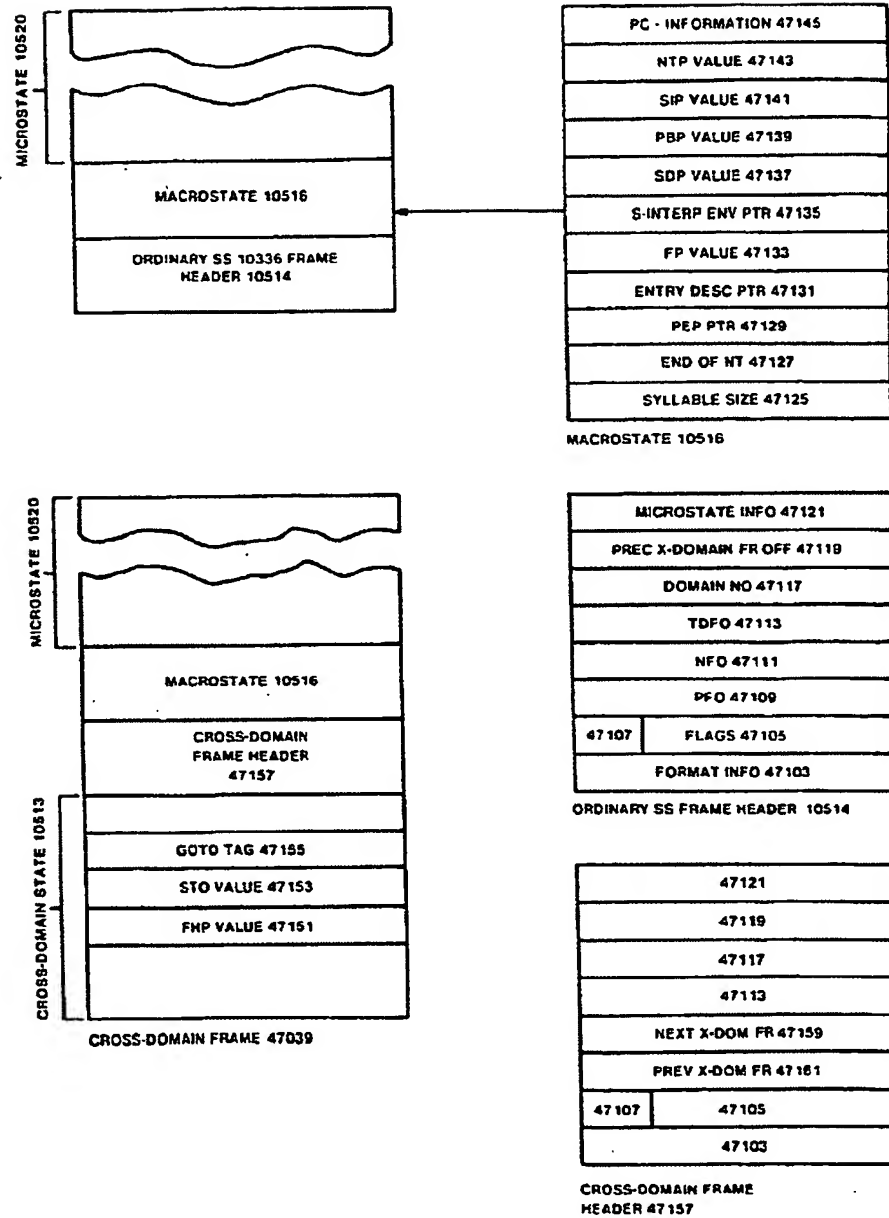 MICROSTATE 10520
MACROSTATE 10516
ORDINARY SS 10336 FRAME
HEADER 10514
PC - INFORMATION 47145
NTP VALUE 47143
SIP VALUE 47141
PBP VALUE 47139
SDP VALUE 47137
S-INTERP ENV PTR 47135
FP VALUE 47133
ENTRY DESC PTR 47131
PEP PTR 47129
END OF NT 47127
SYLLABLE SIZE 47125
MACROSTATE 10516
MICROSTATE 10520
MACROSTATE 10516
CROSS-DOMAIN
FRAME HEADER
47157
CROSS-DOMAIN STATE 10513
GOTO TAG 47155
STO VALUE 47153
FHP VALUE 47151
CROSS-DOMAIN FRAME 47039
MICROSTATE INFO 47121
PREC X-DOMAIN FR OFF 47119
DOMAIN NO 47117
TDFO 47113
NFO 47111
PFO 47109
47107 FLAGS 47105
FORMAT INFO 47103
ORDINARY SS FRAME HEADER 10514
47121
47119
47117
47113
NEXT X-DOM FR 47159
PREV X-DOM FR 47161
47107 47105
47103
CROSS-DOMAIN FRAME
HEADER 47157